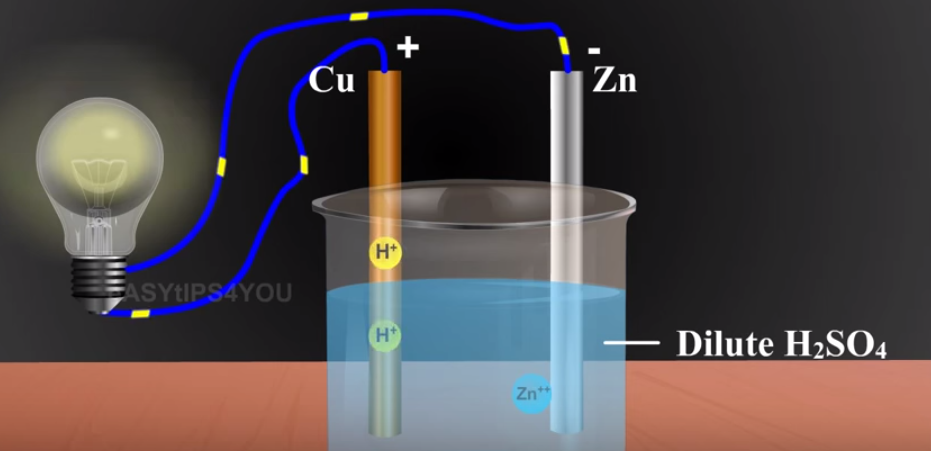 +
-
Cu
Zn
H⁺
ASYtIPS4YOU
H⁺
Dilute H₂SO₄
Zn⁺⁺